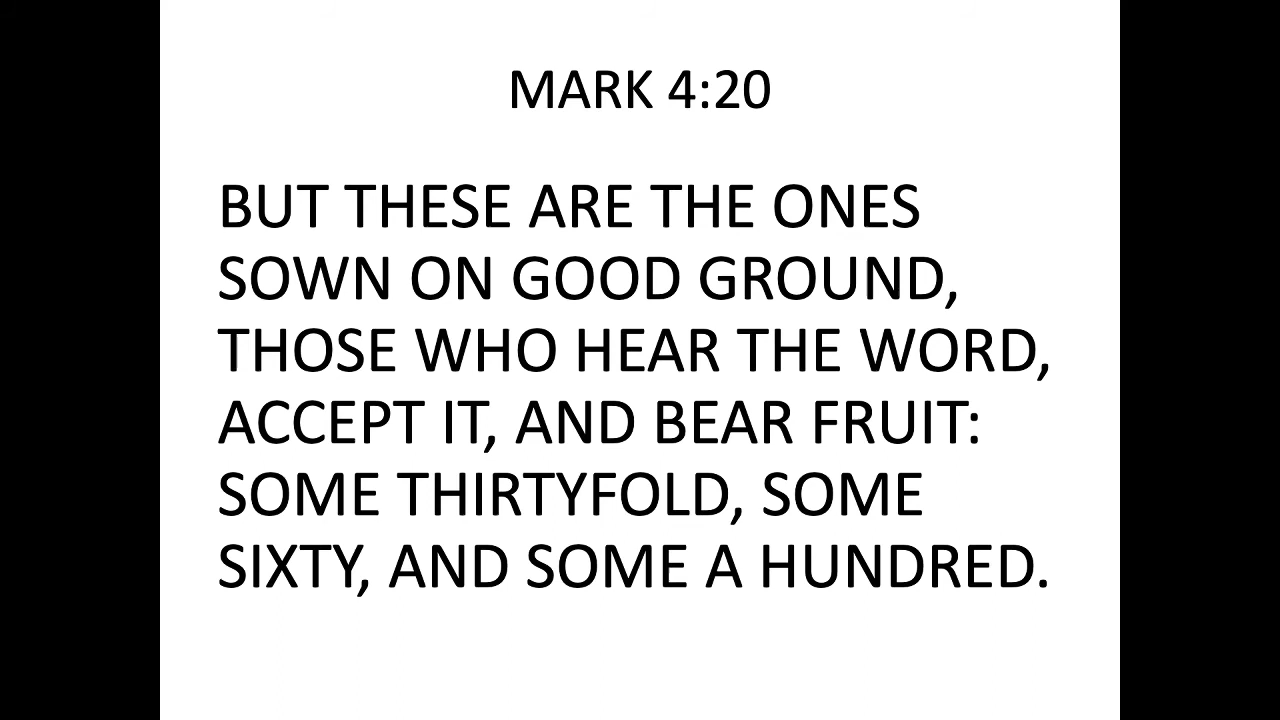 MARK 4:20
BUT THESE ARE THE ONES
SOWN ON GOOD GROUND,
THOSE WHO HEAR THE WORD,
ACCEPT IT, AND BEAR FRUIT:
SOME THIRTYFOLD, SOME
SIXTY, AND SOME A HUNDRED.